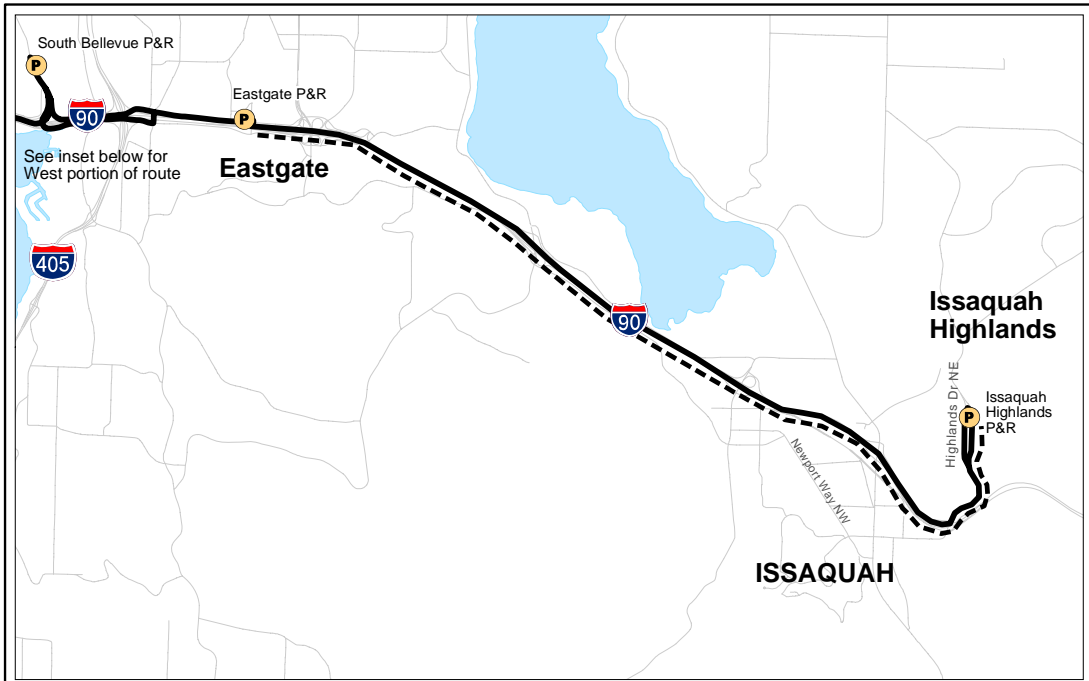 South Bellevue P&R
P
90
Eastgate P&R
P
See inset below for
West portion of route
Eastgate
405
90
Issaquah
Highlands
Highlands Dr NE
Issaquah
Highlands
P&R
P
Newport Way NW
ISSAQUAH